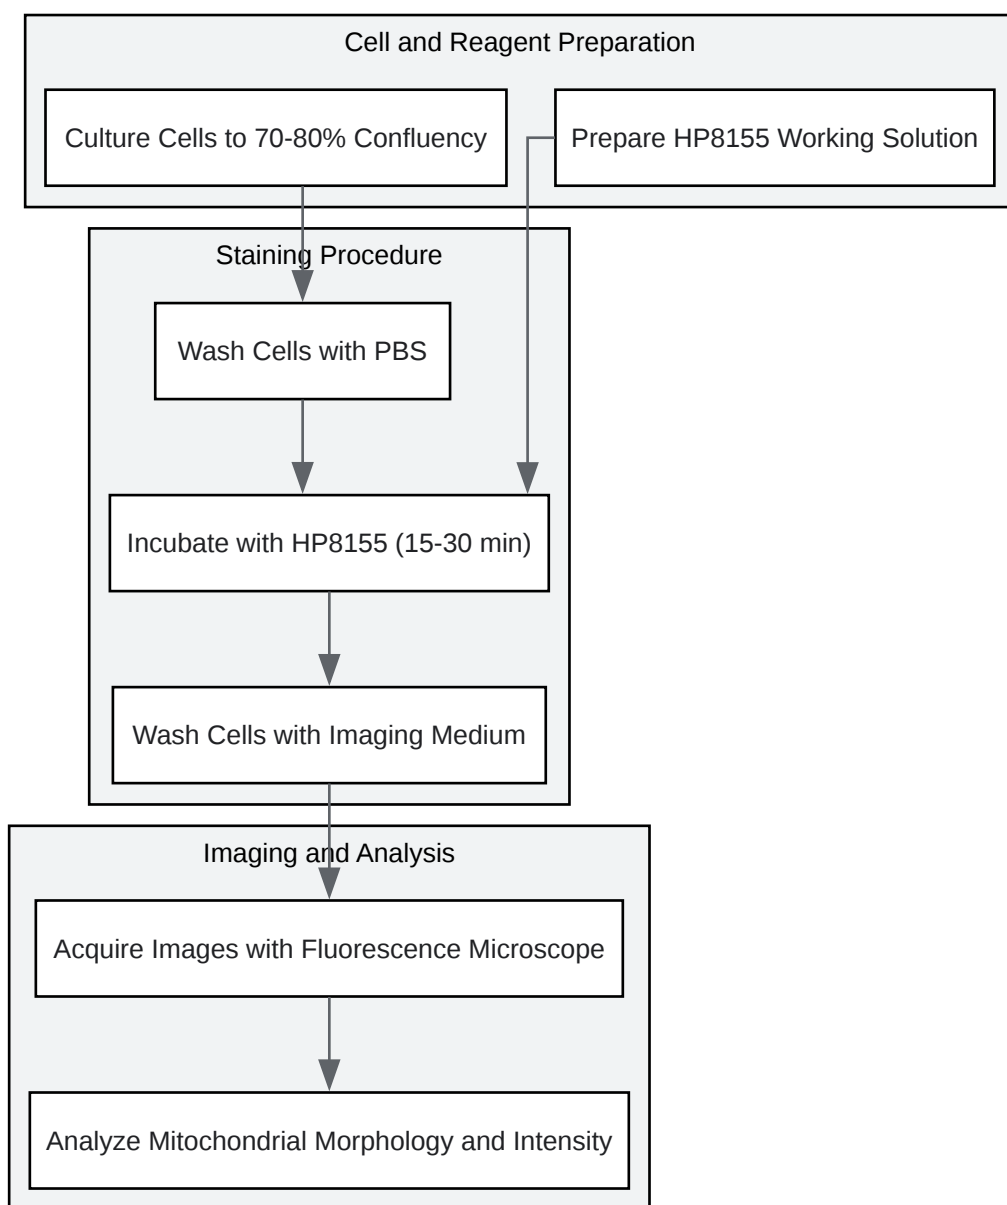 Cell and Reagent Preparation
Culture Cells to 70-80% Confluency
Prepare HP8155 Working Solution
Staining Procedure
Wash Cells with PBS
Incubate with HP8155 (15-30 min)
Wash Cells with Imaging Medium
Imaging and Analysis
Acquire Images with Fluorescence Microscope
Analyze Mitochondrial Morphology and Intensity